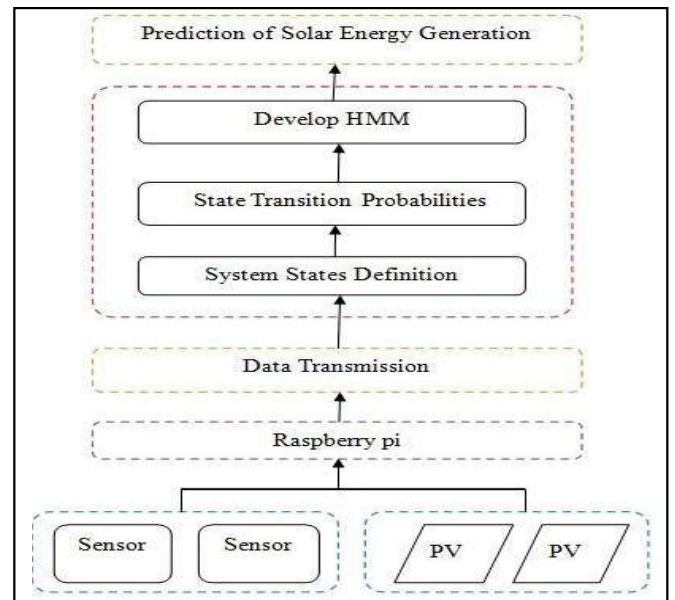 Prediction of Solar Energy Generation
Develop HMM
State Transition Probabilities
System States Definition
Data Transmission
Raspberry pi
Sensor
Sensor
PV
PV